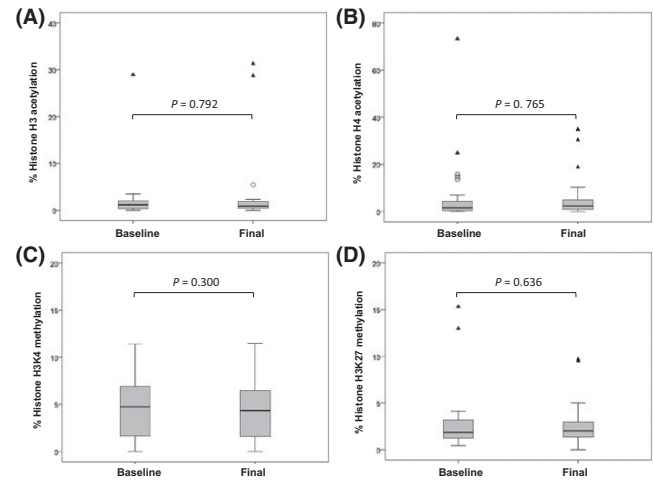 (A)
% Histone H3 acetylation
40
30
20
10
0
P = 0.792
Baseline Final
(B)
% Histone H4 acetylation
80
60
40
20
0
P = 0. 765
Baseline Final
(C)
% Histone H3K4 methylation
20
15
10
5
0
P = 0.300
Baseline Final
(D)
% Histone H3K27 methylation
20
15
10
5
0
P = 0.636
Baseline Final